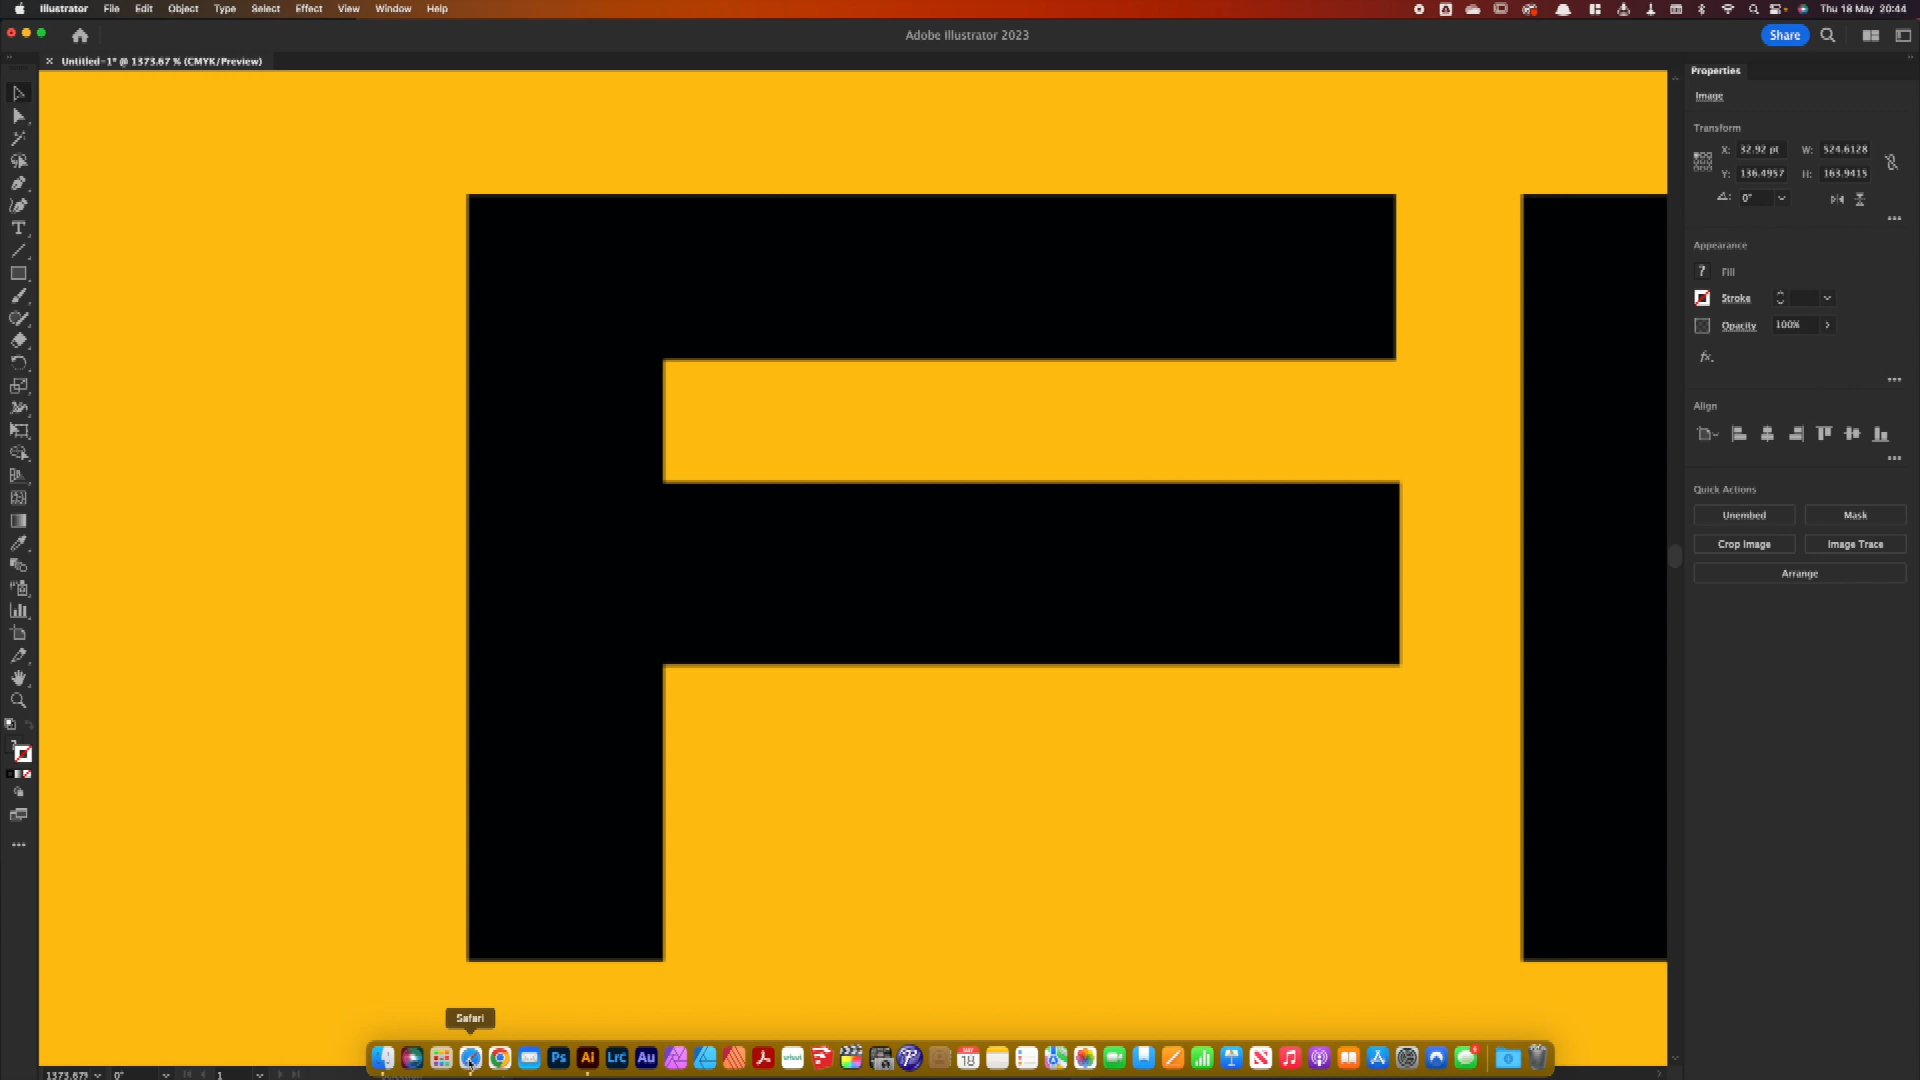 Illustrator File Edit Object Type Select Effect View Window Help
Thu 18 May 20:44
Adobe Illustrator 2023
Share
Untitled-1* @ 1373.67 % (CMYK/Preview)
Properties
Image
Transform
X: 32.92 pt W: 524.6128
Y: 136.4957 H: 163.9415
0°
Appearance
? Fill
Stroke
Opacity 100%
fx.
Align
Quick Actions
Unembed Mask
Crop Image Image Trace
Arrange
T
F
Safari
Ps Ai LrC Au
cricut
MAY
18
1373.67% 0° 1